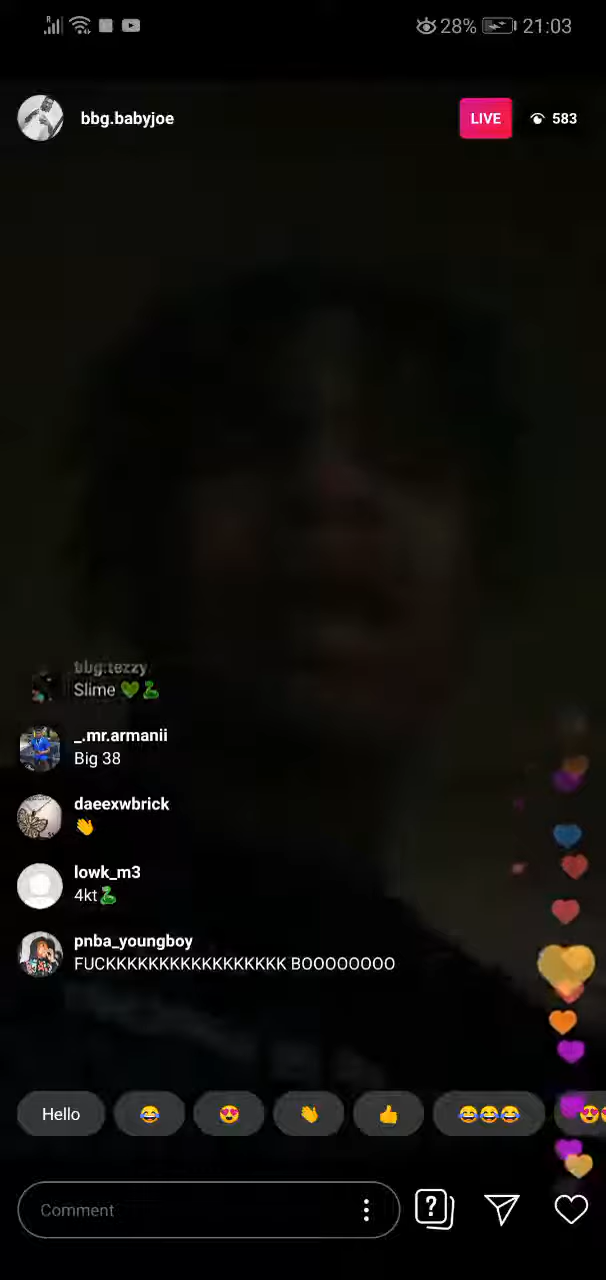 28% 21:03
bbg.babyjoe LIVE 583
bbg.tezzy
Slime 💚🐍
_.mr.armanii
Big 38
daeexwbrick
👋
lowk_m3
4kt🐍
pnba_youngboy
FUCKKKKKKKKKKKKKKKKK BOOOOOOOO
Hello 😂 😍 👋 👍 😂😂😂 😍
Comment